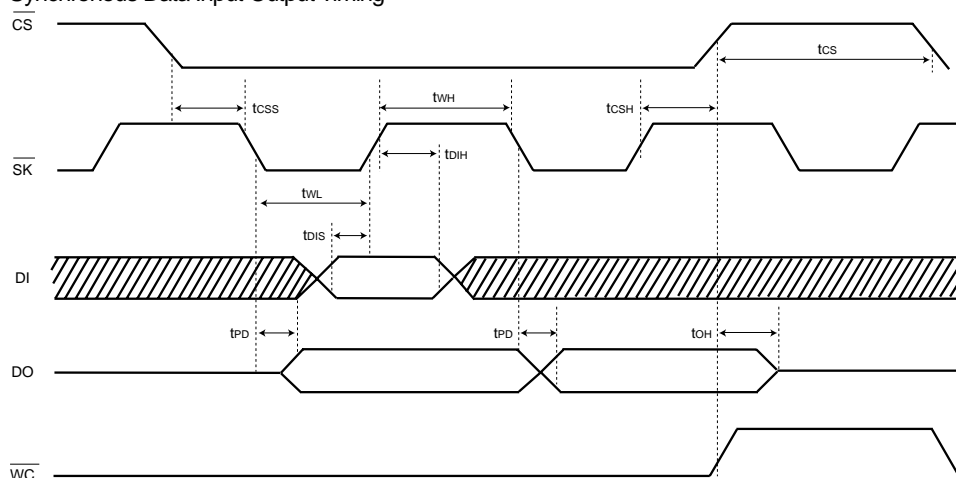 Synchronous Data Input Output Timing
CS
tCS
tCSS
tWH
tCSH
SK
tDIH
tWL
tDIS
DI
tPD
tPD
tOH
DO
WC